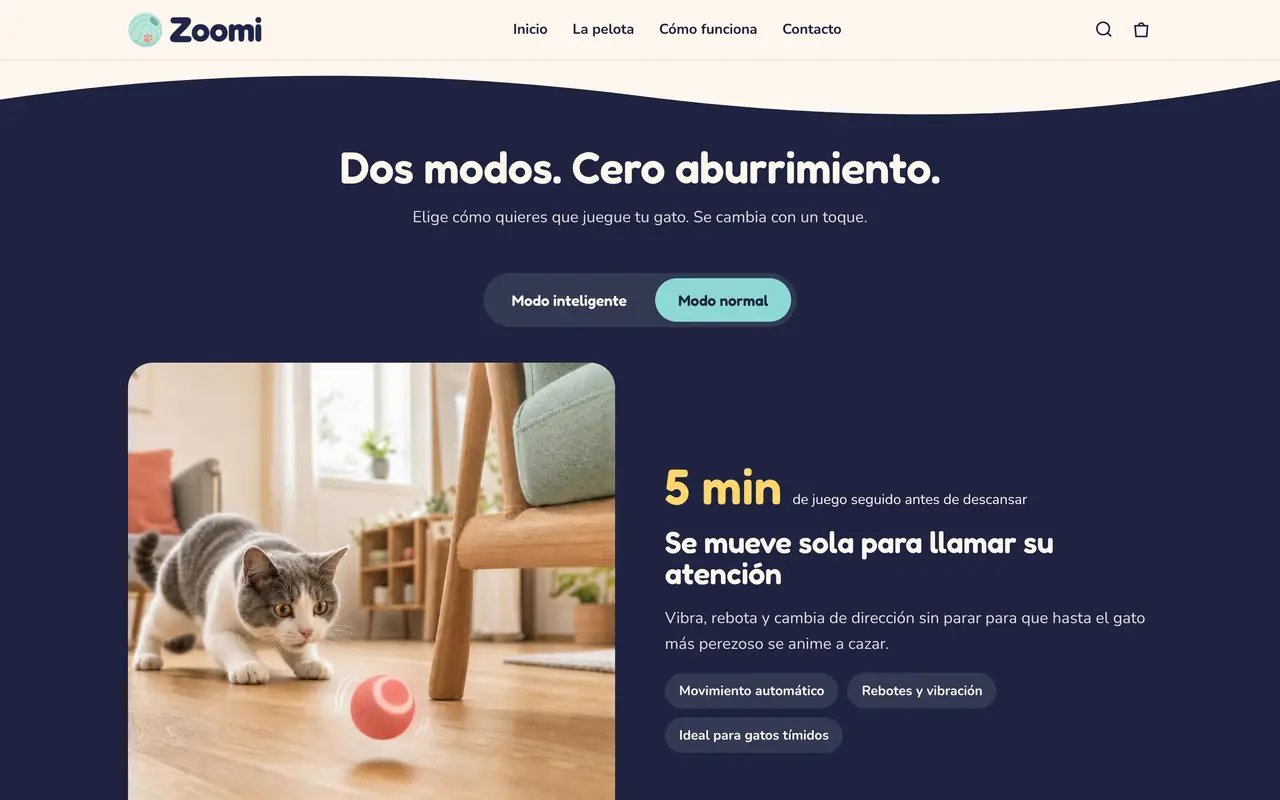 Zoomi
Inicio
La pelota
Cómo funciona
Contacto
Dos modos. Cero aburrimiento.
Elige cómo quieres que juegue tu gato. Se cambia con un toque.
Modo inteligente
Modo normal
5 min de juego seguido antes de descansar
Se mueve sola para llamar su
atención
Vibra, rebota y cambia de dirección sin parar para que hasta el gato
más perezoso se anime a cazar.
Movimiento automático
Rebotes y vibración
Ideal para gatos tímidos